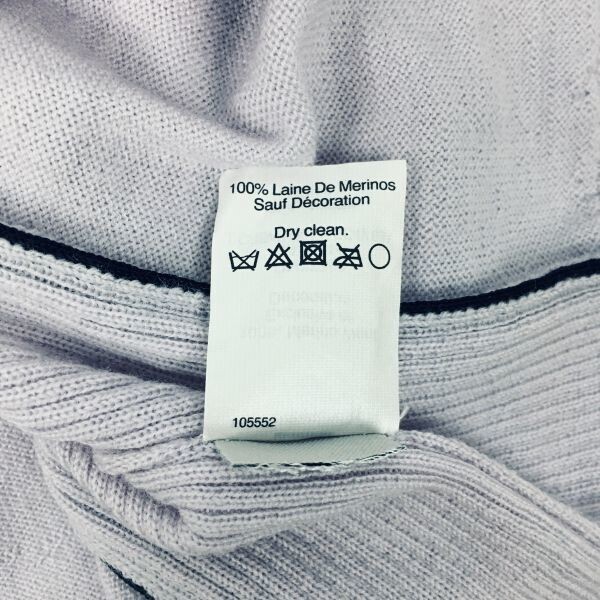 100% Laine De Merinos
Sauf Décoration
Dry clean.
105552